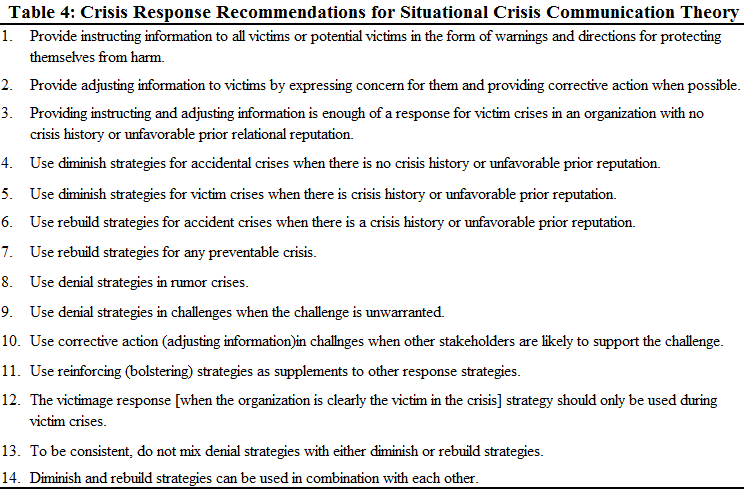 Table 4: Crisis Response Recommendations for Situational Crisis Communication Theory
1. Provide instructing information to all victims or potential victims in the form of warnings and directions for protecting
themselves from harm.
2. Provide adjusting information to victims by expressing concern for them and providing corrective action when possible.
3. Providing instructing and adjusting information is enough of a response for victim crises in an organization with no
crisis history or unfavorable prior relational reputation.
4. Use diminish strategies for accidental crises when there is no crisis history or unfavorable prior reputation.
5. Use diminish strategies for victim crises when there is crisis history or unfavorable prior reputation.
6. Use rebuild strategies for accident crises when there is a crisis history or unfavorable prior reputation.
7. Use rebuild strategies for any preventable crisis.
8. Use denial strategies in rumor crises.
9. Use denial strategies in challenges when the challenge is unwarranted.
10. Use corrective action (adjusting information)in challnges when other stakeholders are likely to support the challenge.
11. Use reinforcing (bolstering) strategies as supplements to other response strategies.
12. The victimage response [when the organization is clearly the victim in the crisis] strategy should only be used during
victim crises.
13. To be consistent, do not mix denial strategies with either diminish or rebuild strategies.
14. Diminish and rebuild strategies can be used in combination with each other.